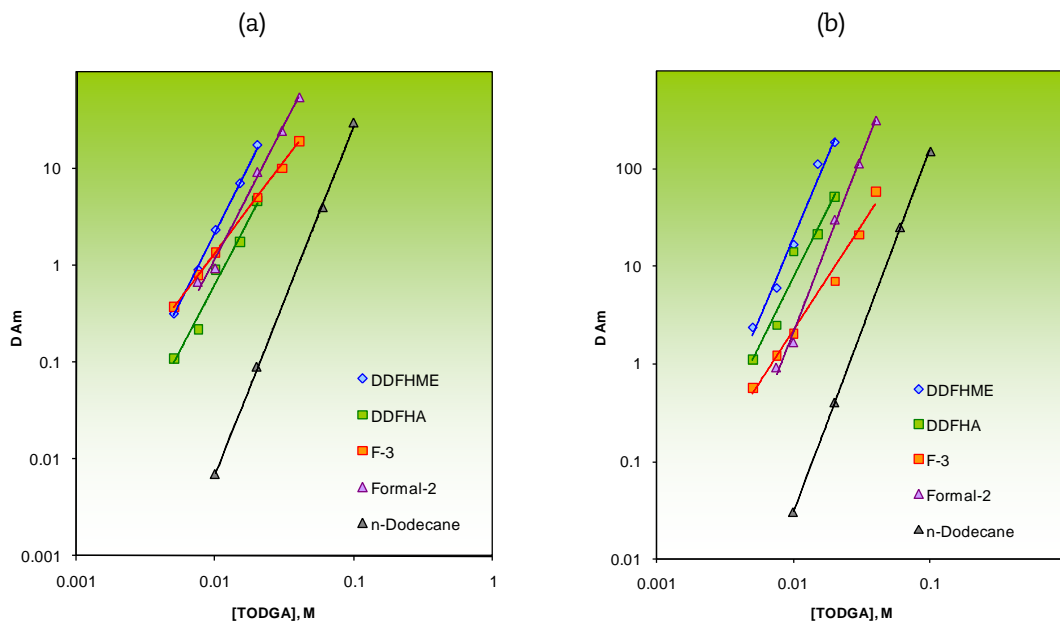 (a)
(b)
10
1
0.1
0.01
0.001
D Am
0.001
0.01
0.1
1
[TODGA], M
DDFHME
DDFHA
F-3
Formal-2
n-Dodecane
100
10
1
0.1
0.01
D Am
0.001
0.01
0.1
[TODGA], M
DDFHME
DDFHA
F-3
Formal-2
n-Dodecane